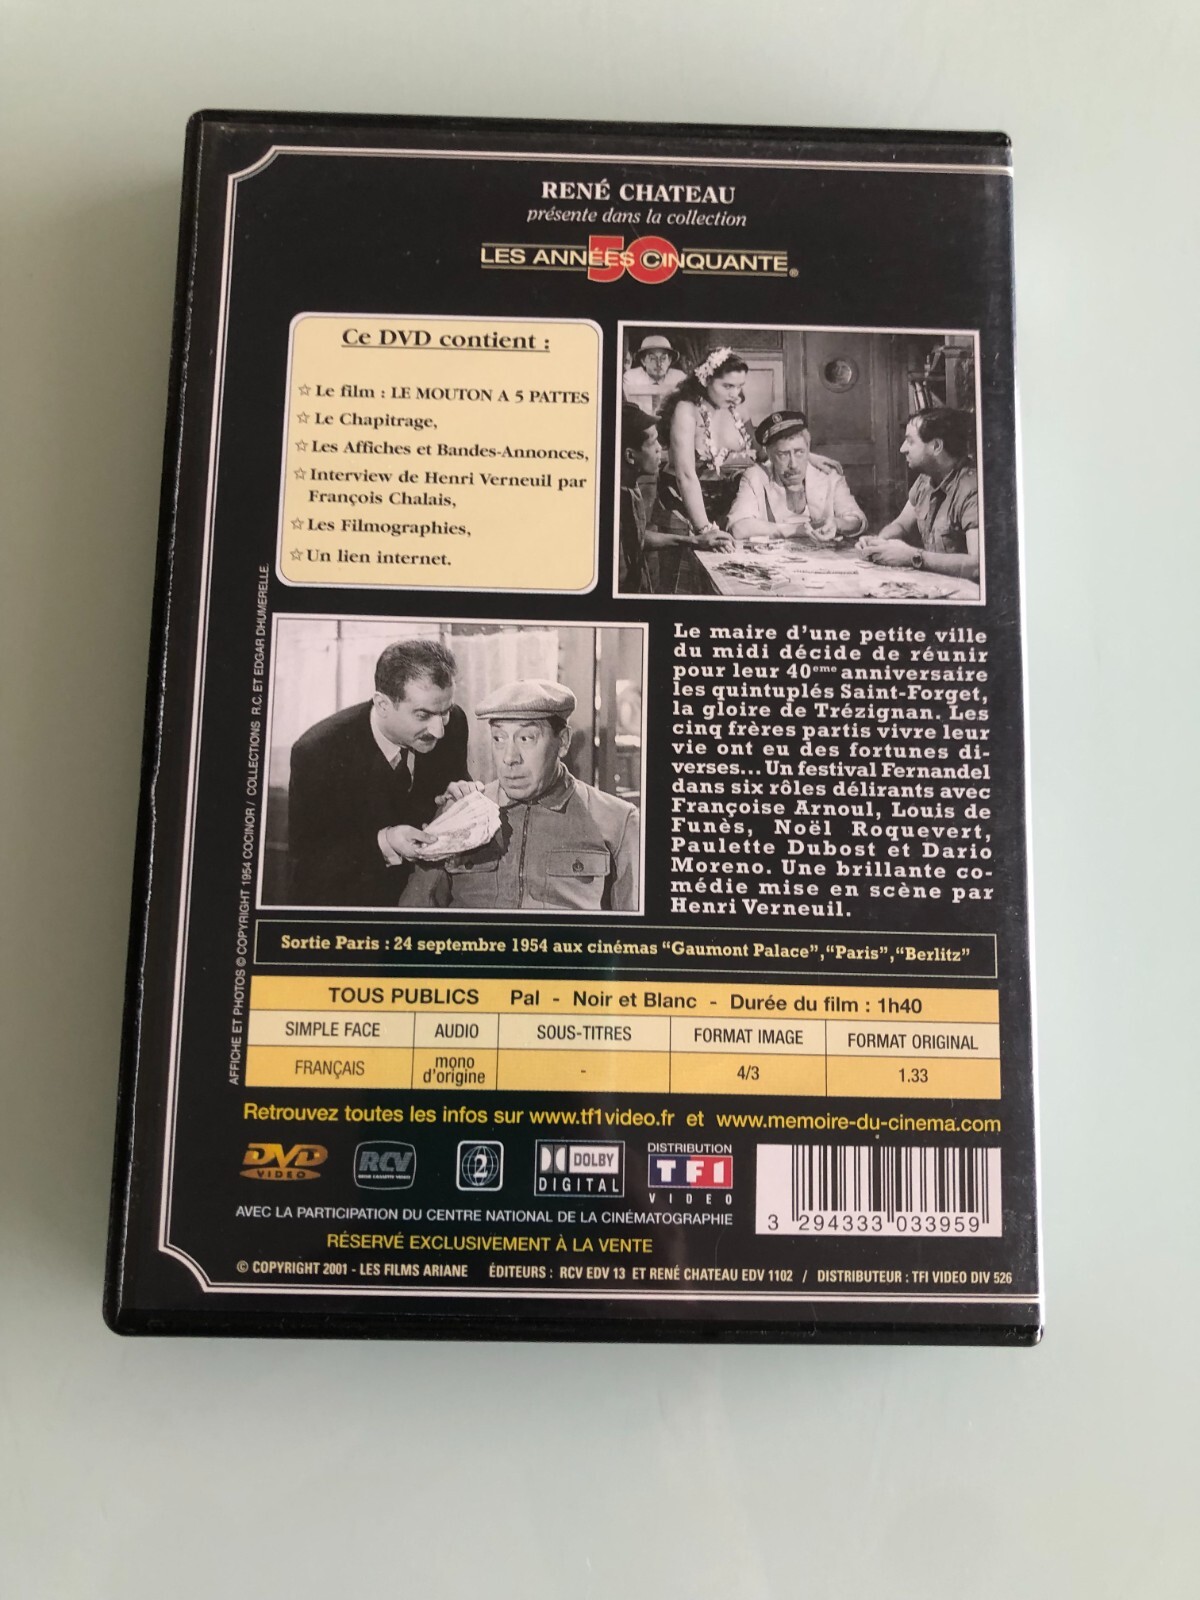 RENÉ CHATEAU
présente dans la collection
LES ANNÉES CINQUANTE
50
Ce DVD contient :
☆ Le film : LE MOUTON A 5 PATTES
☆ Le Chapitrage,
☆ Les Affiches et Bandes-Annonces,
☆ Interview de Henri Verneuil par
François Chalais,
☆ Les Filmographies,
☆ Un lien internet.
AFFICHE ET PHOTOS © COPYRIGHT 1954 COCINOR / COLLECTIONS R.C. ET EDGAR DHUMERELLE.
Le maire d'une petite ville
du midi décide de réunir
pour leur 40eme anniversaire
les quintuplés Saint-Forget,
la gloire de Trézignan. Les
cinq frères partis vivre leur
vie ont eu des fortunes di-
verses... Un festival Fernandel
dans six rôles délirants avec
Françoise Arnoul, Louis de
Funès, Noël Roquevert,
Paulette Dubost et Dario
Moreno. Une brillante co-
médie mise en scène par
Henri Verneuil.
Sortie Paris : 24 septembre 1954 aux cinémas "Gaumont Palace", "Paris", "Berlitz"
TOUS PUBLICS Pal - Noir et Blanc - Durée du film : 1h40
SIMPLE FACE AUDIO SOUS-TITRES FORMAT IMAGE FORMAT ORIGINAL
FRANÇAIS mono d'origine - 4/3 1.33
Retrouvez toutes les infos sur www.tf1video.fr et www.memoire-du-cinema.com
DVD VIDEO
RCV
2
DOLBY DIGITAL
DISTRIBUTION
TF1
VIDEO
AVEC LA PARTICIPATION DU CENTRE NATIONAL DE LA CINÉMATOGRAPHIE
RÉSERVÉ EXCLUSIVEMENT À LA VENTE
3 294333 033959
© COPYRIGHT 2001 - LES FILMS ARIANE ÉDITEURS : RCV EDV 13 ET RENÉ CHATEAU EDV 1102 / DISTRIBUTEUR : TF1 VIDEO DIV 526